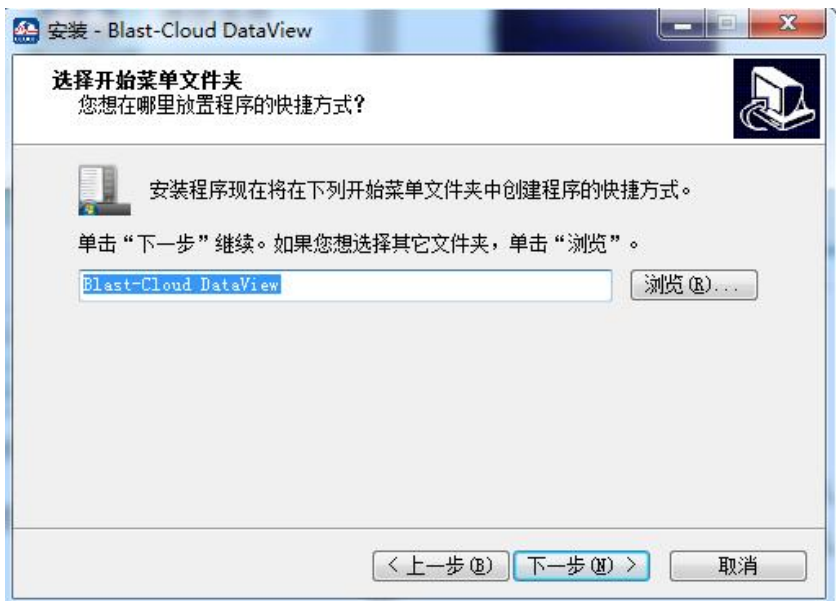 安装 - Blast-Cloud DataView
选择开始菜单文件夹
您想在哪里放置程序的快捷方式?
安装程序现在将在下列开始菜单文件夹中创建程序的快捷方式。
单击“下一步”继续。如果您想选择其它文件夹，单击“浏览”。
Blast-Cloud DataView
浏览(R)...
< 上一步(B)
下一步(N) >
取消